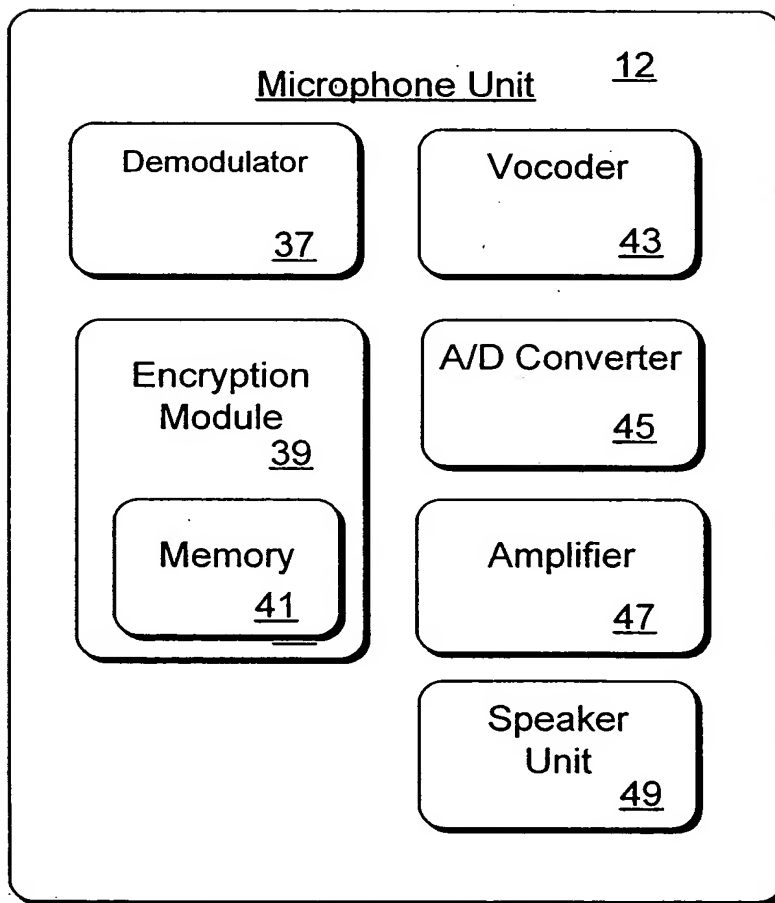 Microphone Unit 12
Demodulator
37
Vocoder
43
Encryption
Module
39
Memory
41
A/D Converter
45
Amplifier
47
Speaker
Unit
49